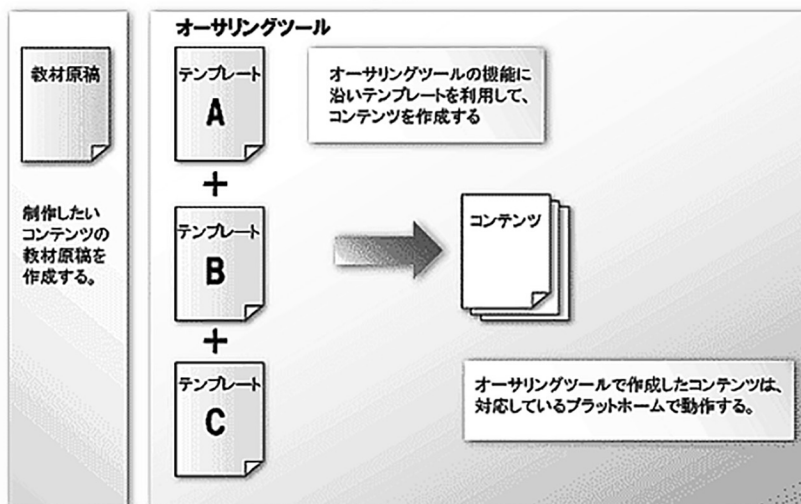 教材原稿
制作したい
コンテンツの
教材原稿を
作成する。
オーサリングツール
テンプレート
A
+
テンプレート
B
+
テンプレート
C
オーサリングツールの機能に
沿いテンプレートを利用して、
コンテンツを作成する
コンテンツ
オーサリングツールで作成したコンテンツは、
対応しているプラットホームで動作する。